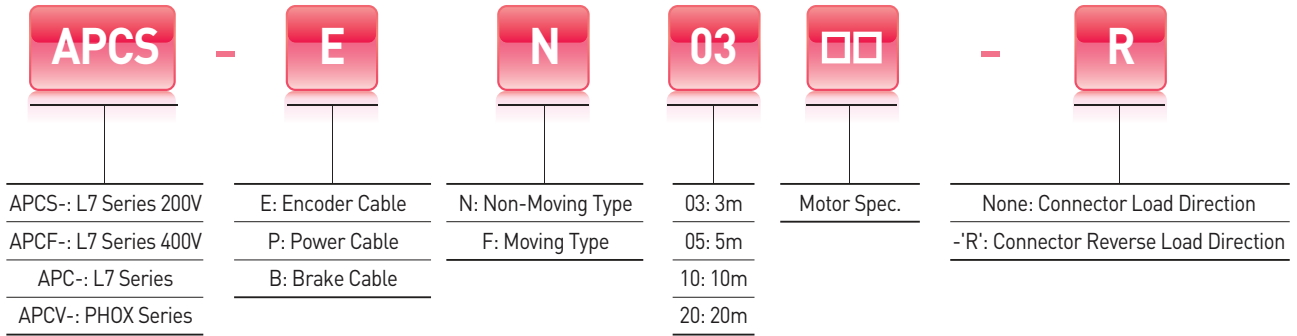 APCS - E N 03 □□ - R
APCS-: L7 Series 200V
APCF-: L7 Series 400V
APC-: L7 Series
APCV-: PHOX Series
E: Encoder Cable
P: Power Cable
B: Brake Cable
N: Non-Moving Type
F: Moving Type
03: 3m
05: 5m
10: 10m
20: 20m
Motor Spec.
None: Connector Load Direction
-'R': Connector Reverse Load Direction